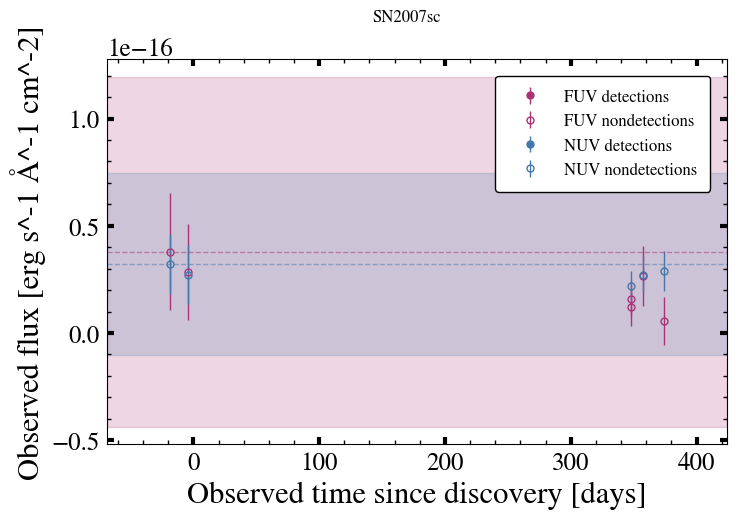 SN2007sc
1e−16
Observed flux [erg s^-1 Å^-1 cm^-2]
1.0
0.5
0.0
−0.5
FUV detections
FUV nondetections
NUV detections
NUV nondetections
0 100 200 300 400
Observed time since discovery [days]